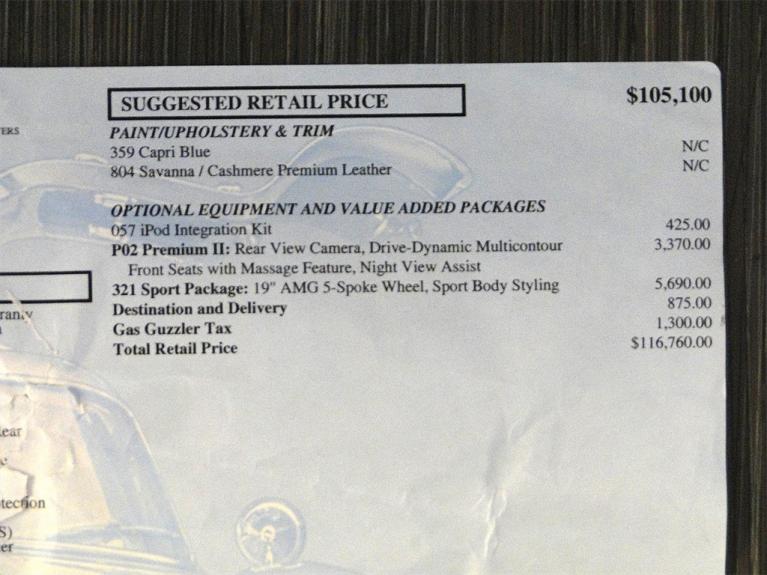 SUGGESTED RETAIL PRICE $105,100
ERS
PAINT/UPHOLSTERY & TRIM
359 Capri Blue N/C
804 Savanna / Cashmere Premium Leather N/C
OPTIONAL EQUIPMENT AND VALUE ADDED PACKAGES
057 iPod Integration Kit 425.00
P02 Premium II: Rear View Camera, Drive-Dynamic Multicontour 3,370.00
Front Seats with Massage Feature, Night View Assist
321 Sport Package: 19" AMG 5-Spoke Wheel, Sport Body Styling 5,690.00
Destination and Delivery 875.00
Gas Guzzler Tax 1,300.00
Total Retail Price $116,760.00
ear
tection
S)
er